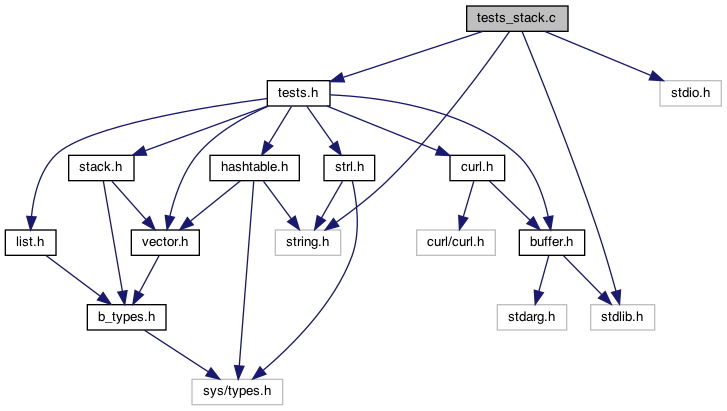 tests_stack.c
tests.h
stdio.h
stack.h
hashtable.h
strl.h
curl.h
list.h
vector.h
string.h
curl/curl.h
buffer.h
b_types.h
stdarg.h
stdlib.h
sys/types.h